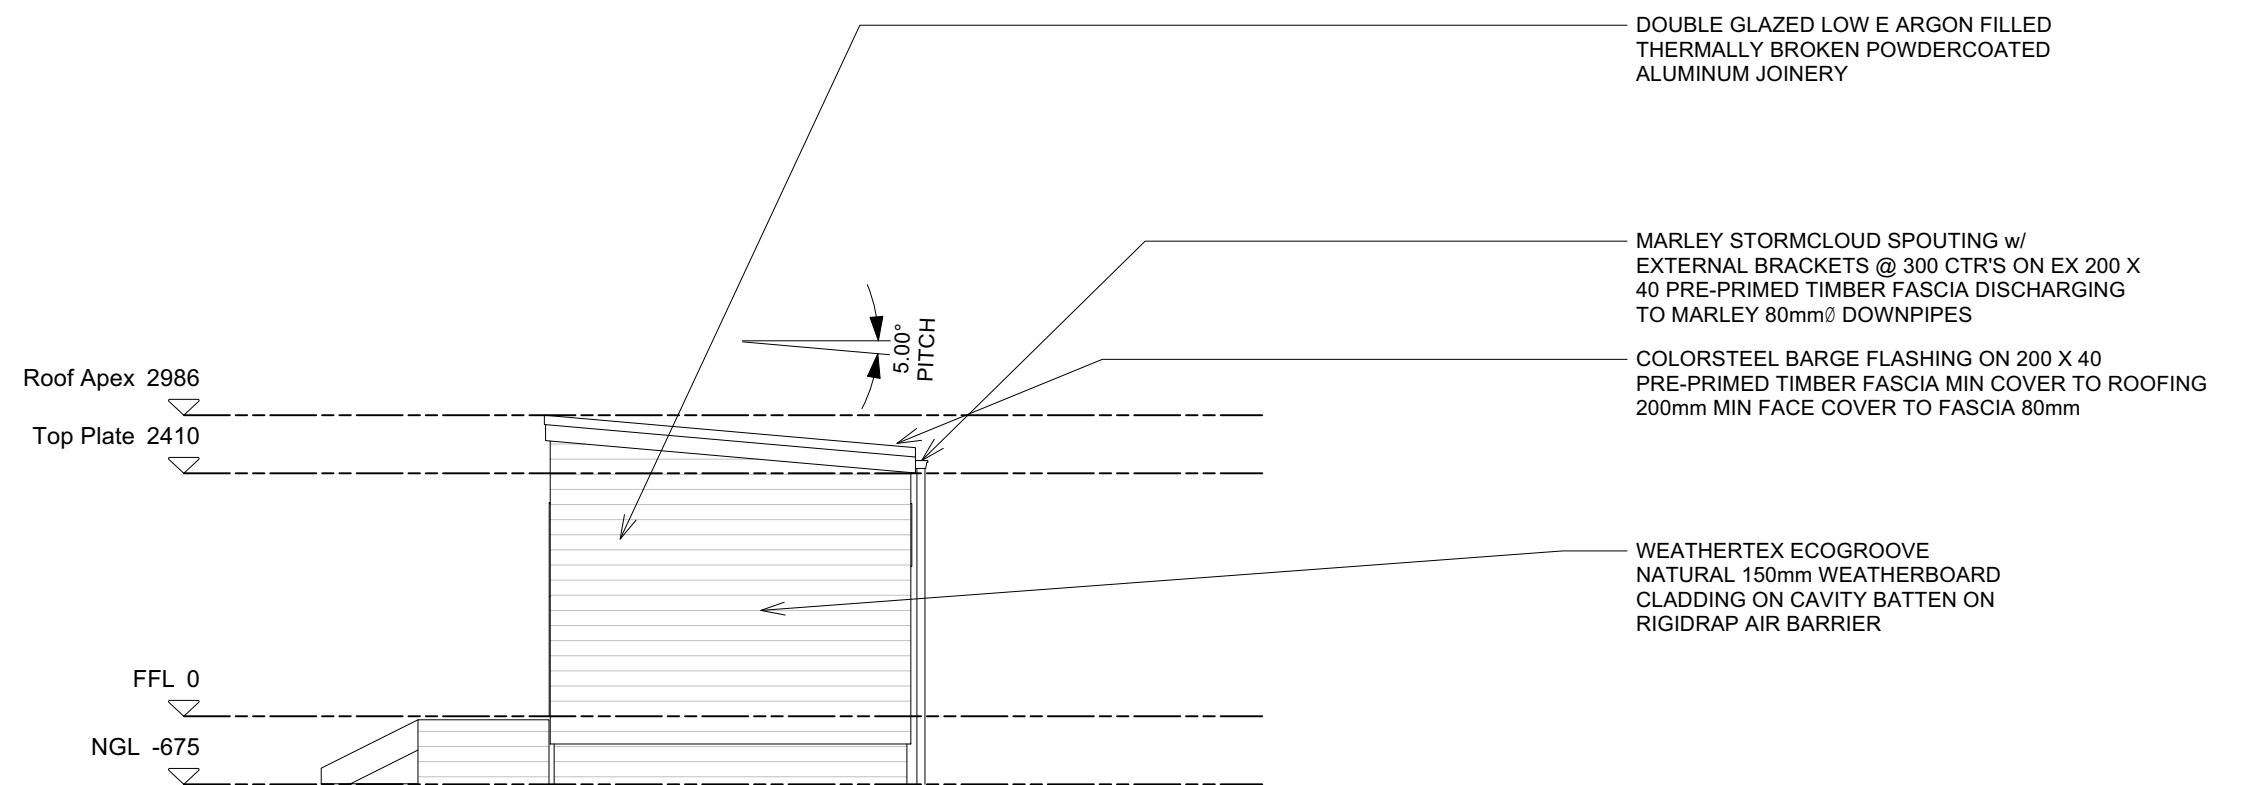 DOUBLE GLAZED LOW E ARGON FILLED
THERMALLY BROKEN POWDERCOATED
ALUMINUM JOINERY
MARLEY STORMCLOUD SPOUTING w/
EXTERNAL BRACKETS @ 300 CTR'S ON EX 200 X
40 PRE-PRIMED TIMBER FASCIA DISCHARGING
TO MARLEY 80mmØ DOWNPIPES
5.00°
PITCH
COLORSTEEL BARGE FLASHING ON 200 X 40
PRE-PRIMED TIMBER FASCIA MIN COVER TO ROOFING
200mm MIN FACE COVER TO FASCIA 80mm
Roof Apex 2986
Top Plate 2410
WEATHERTEX ECOGROOVE
NATURAL 150mm WEATHERBOARD
CLADDING ON CAVITY BATTEN ON
RIGIDRAP AIR BARRIER
FFL 0
NGL -675